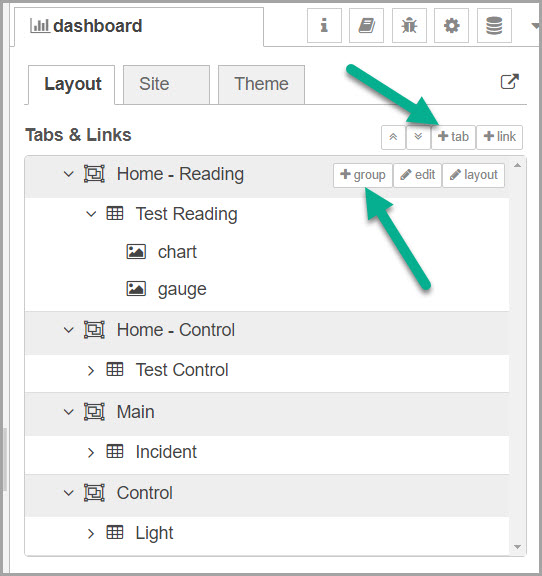 dashboard
Layout Site Theme
Tabs & Links
tab link
Home - Reading group edit layout
Test Reading
chart
gauge
Home - Control
Test Control
Main
Incident
Control
Light